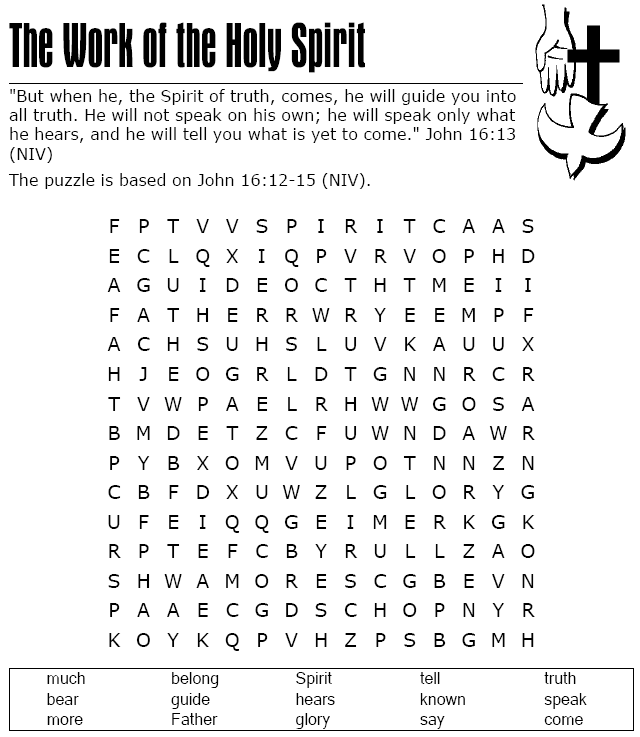 The Work of the Holy Spirit
"But when he, the Spirit of truth, comes, he will guide you into
all truth. He will not speak on his own; he will speak only what
he hears, and he will tell you what is yet to come." John 16:13
(NIV)
The puzzle is based on John 16:12-15 (NIV).
F P T V V S P I R I T C A A S
E C L Q X I Q P V R V O P H D
A G U I D E O C T H T M E I I
F A T H E R R W R Y E E M P F
A C H S U H S L U V K A U U X
H J E O G R L D T G N N R C R
T V W P A E L R H W W G O S A
B M D E T Z C F U W N D A W R
P Y B X O M V U P O T N N Z N
C B F D X U W Z L G L O R Y G
U F E I Q Q G E I M E R K G K
R P T E F C B Y R U L L Z A O
S H W A M O R E S C G B E V N
P A A E C G D S C H O P N Y R
K O Y K Q P V H Z P S B G M H
much belong Spirit tell truth
bear guide hears known speak
more Father glory say come